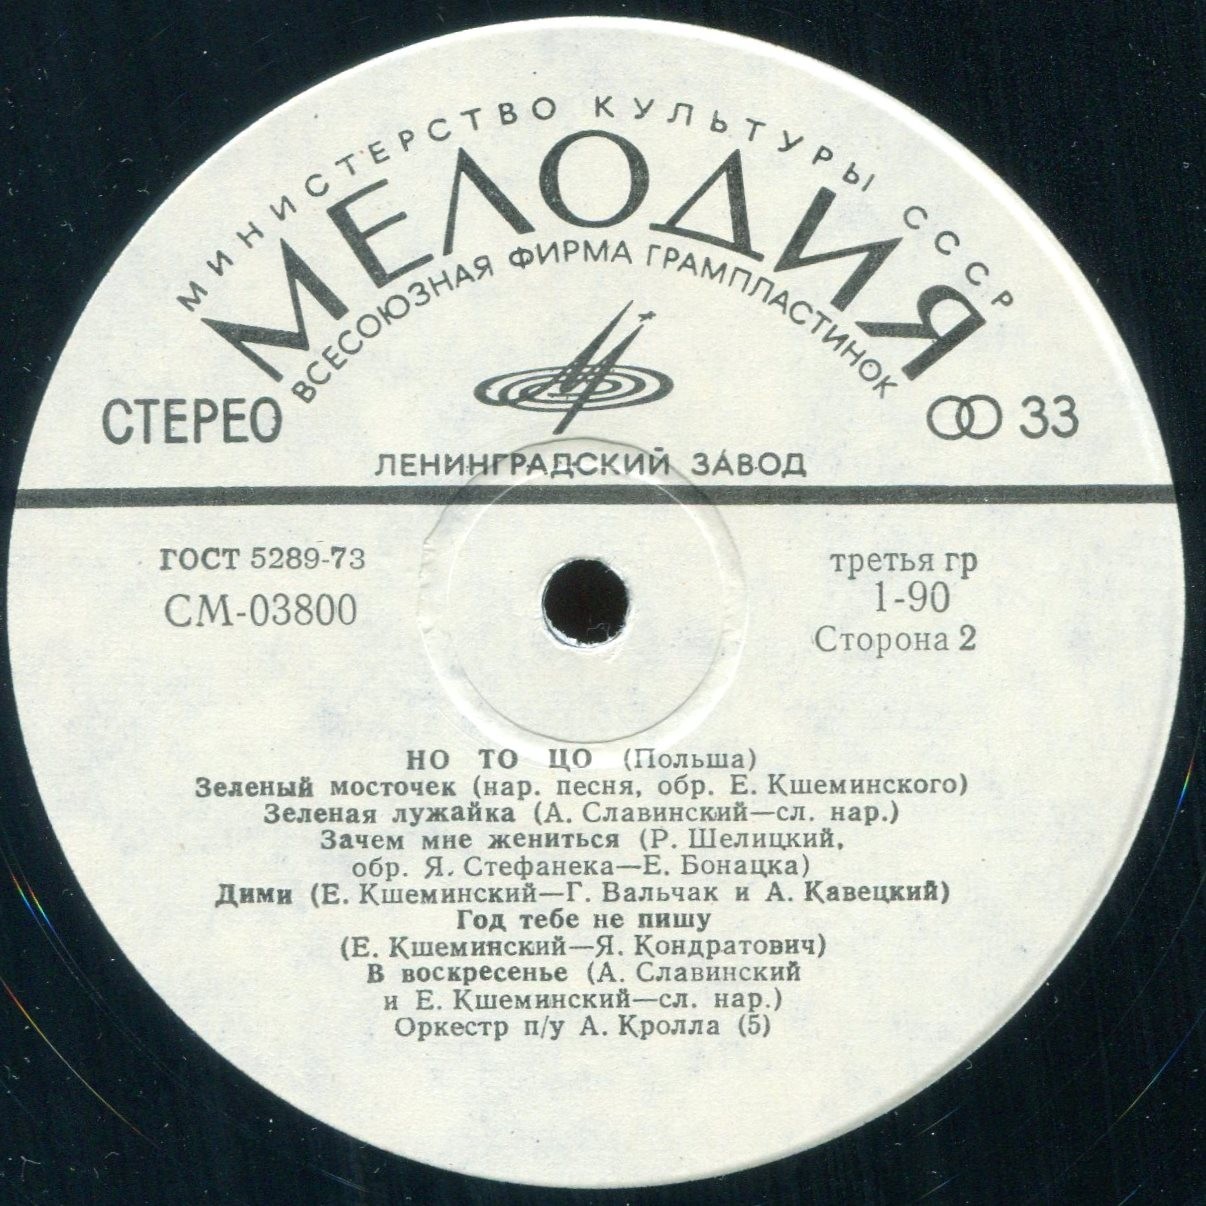 МИНИСТЕРСТВО КУЛЬТУРЫ СССР
МЕЛОДИЯ
ВСЕСОЮЗНАЯ ФИРМА ГРАМПЛАСТИНОК
СТЕРЕО
33
ЛЕНИНГРАДСКИЙ ЗАВОД
ГОСТ 5289-73
СМ-03800
третья гр
1-90
Сторона 2
НО ТО ЦО (Польша)
Зеленый мосточек (нар. песня, обр. Е. Кшеминского)
Зеленая лужайка (А. Славинский—сл. нар.)
Зачем мне жениться (Р. Шелицкий,
обр. Я. Стефанека—Е. Бонацка)
Дими (Е. Кшеминский—Г. Вальчак и А. Кавецкий)
Год тебе не пишу
(Е. Кшеминский—Я. Кондратович)
В воскресенье (А. Славинский
и Е. Кшеминский—сл. нар.)
Оркестр п/у А. Кролла (5)